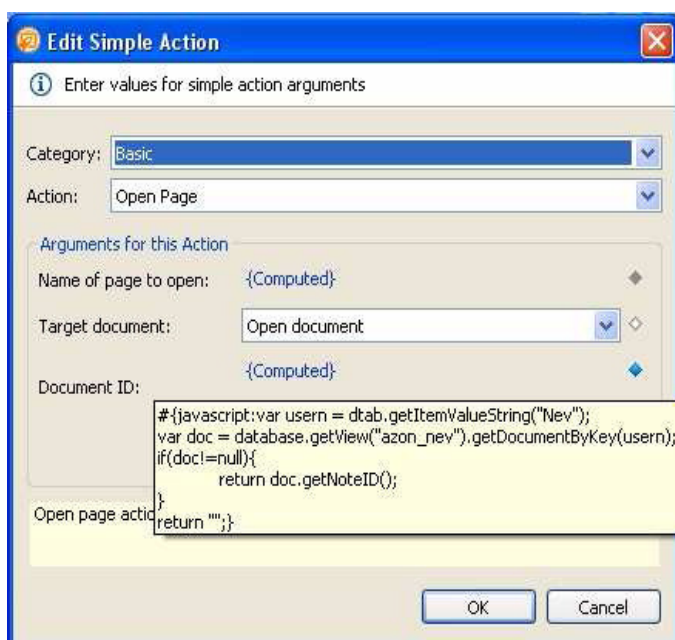 Edit Simple Action
Enter values for simple action arguments
Category: Basic
Action: Open Page
Arguments for this Action
Name of page to open: {Computed}
Target document: Open document
{Computed}
Document ID:
#{javascript:var usern = dtab.getItemValueString("Nev");
var doc = database.getView("azon_nev").getDocumentByKey(usern);
if(doc!=null){
return doc.getNoteID();
}
return "";}
Open page actio
OK Cancel